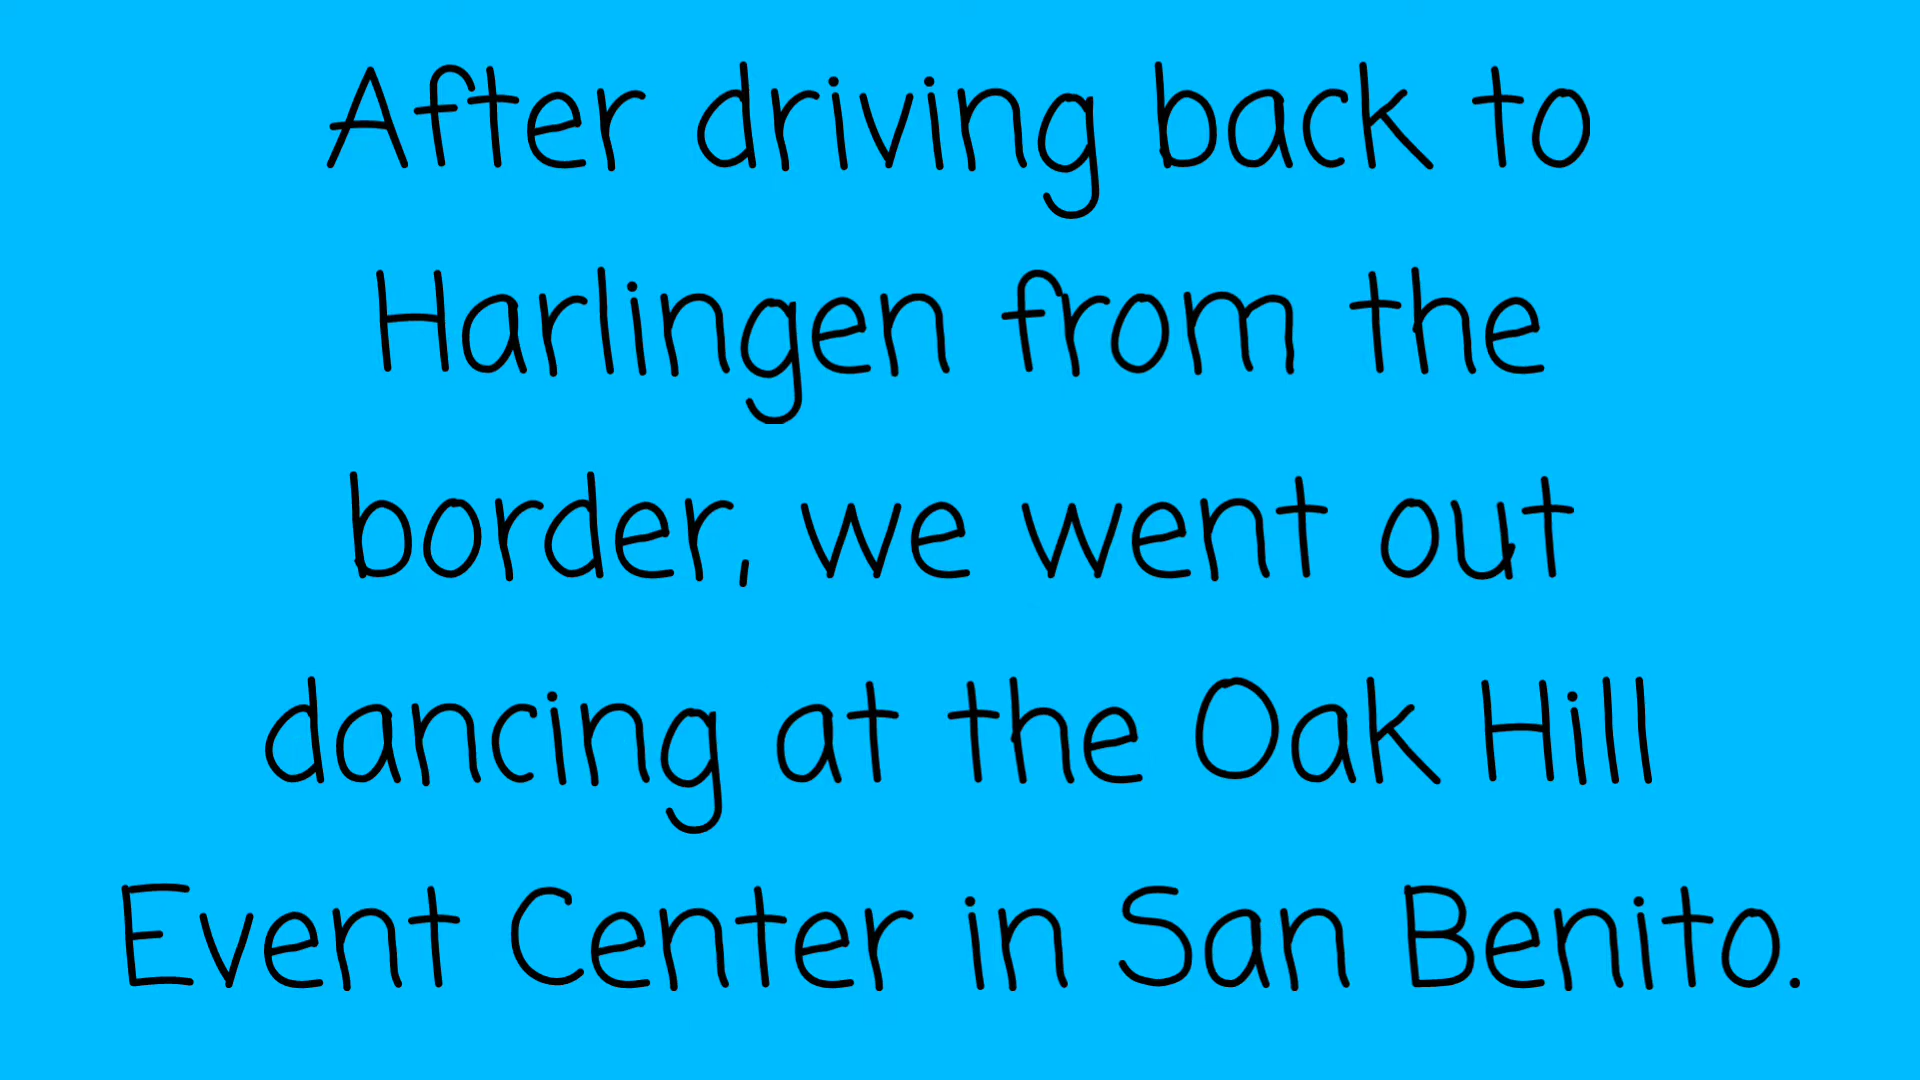 After driving back to
Harlingen from the
border, we went out
dancing at the Oak Hill
Event Center in San Benito.